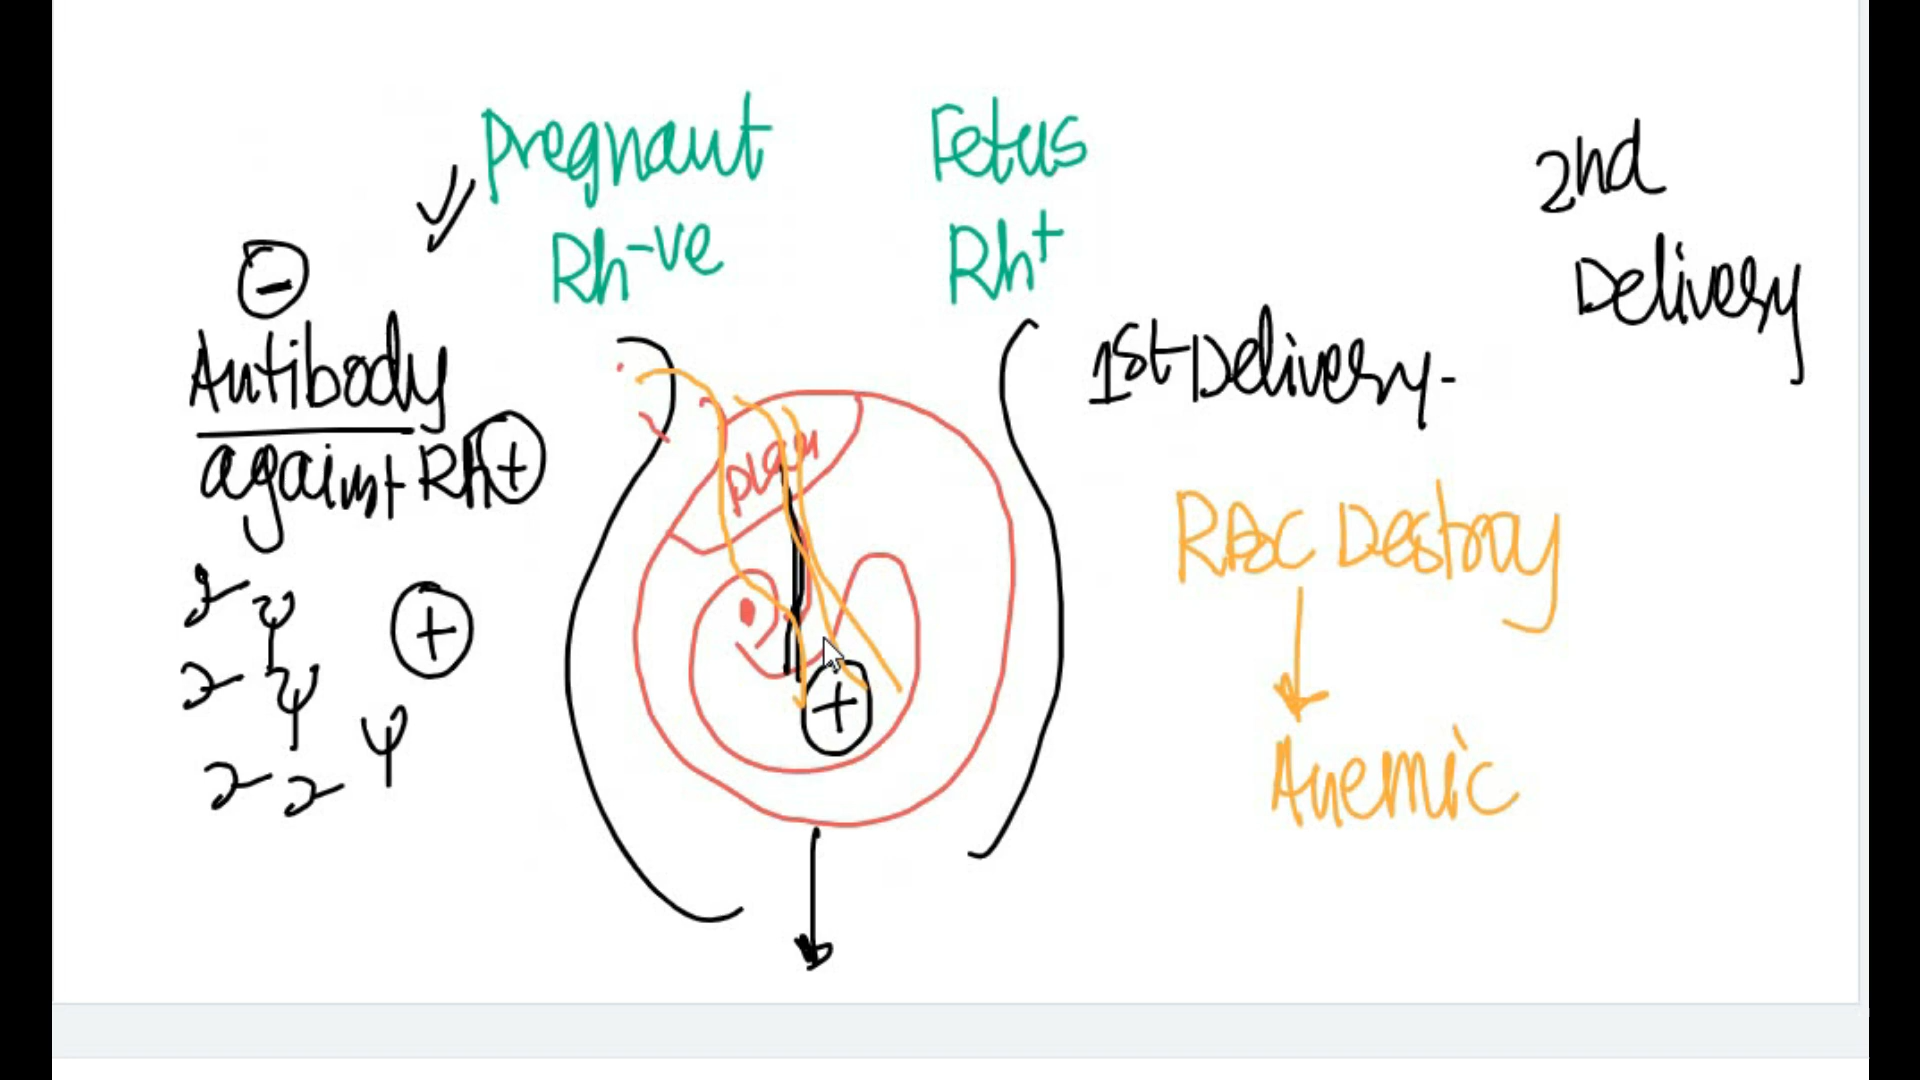 Pregnant Fetus
Rh-ve Rh+
2nd
Delivery
-
Antibody
against Rh+
1st Delivery-
RBC Destroy
Anemic
+
+